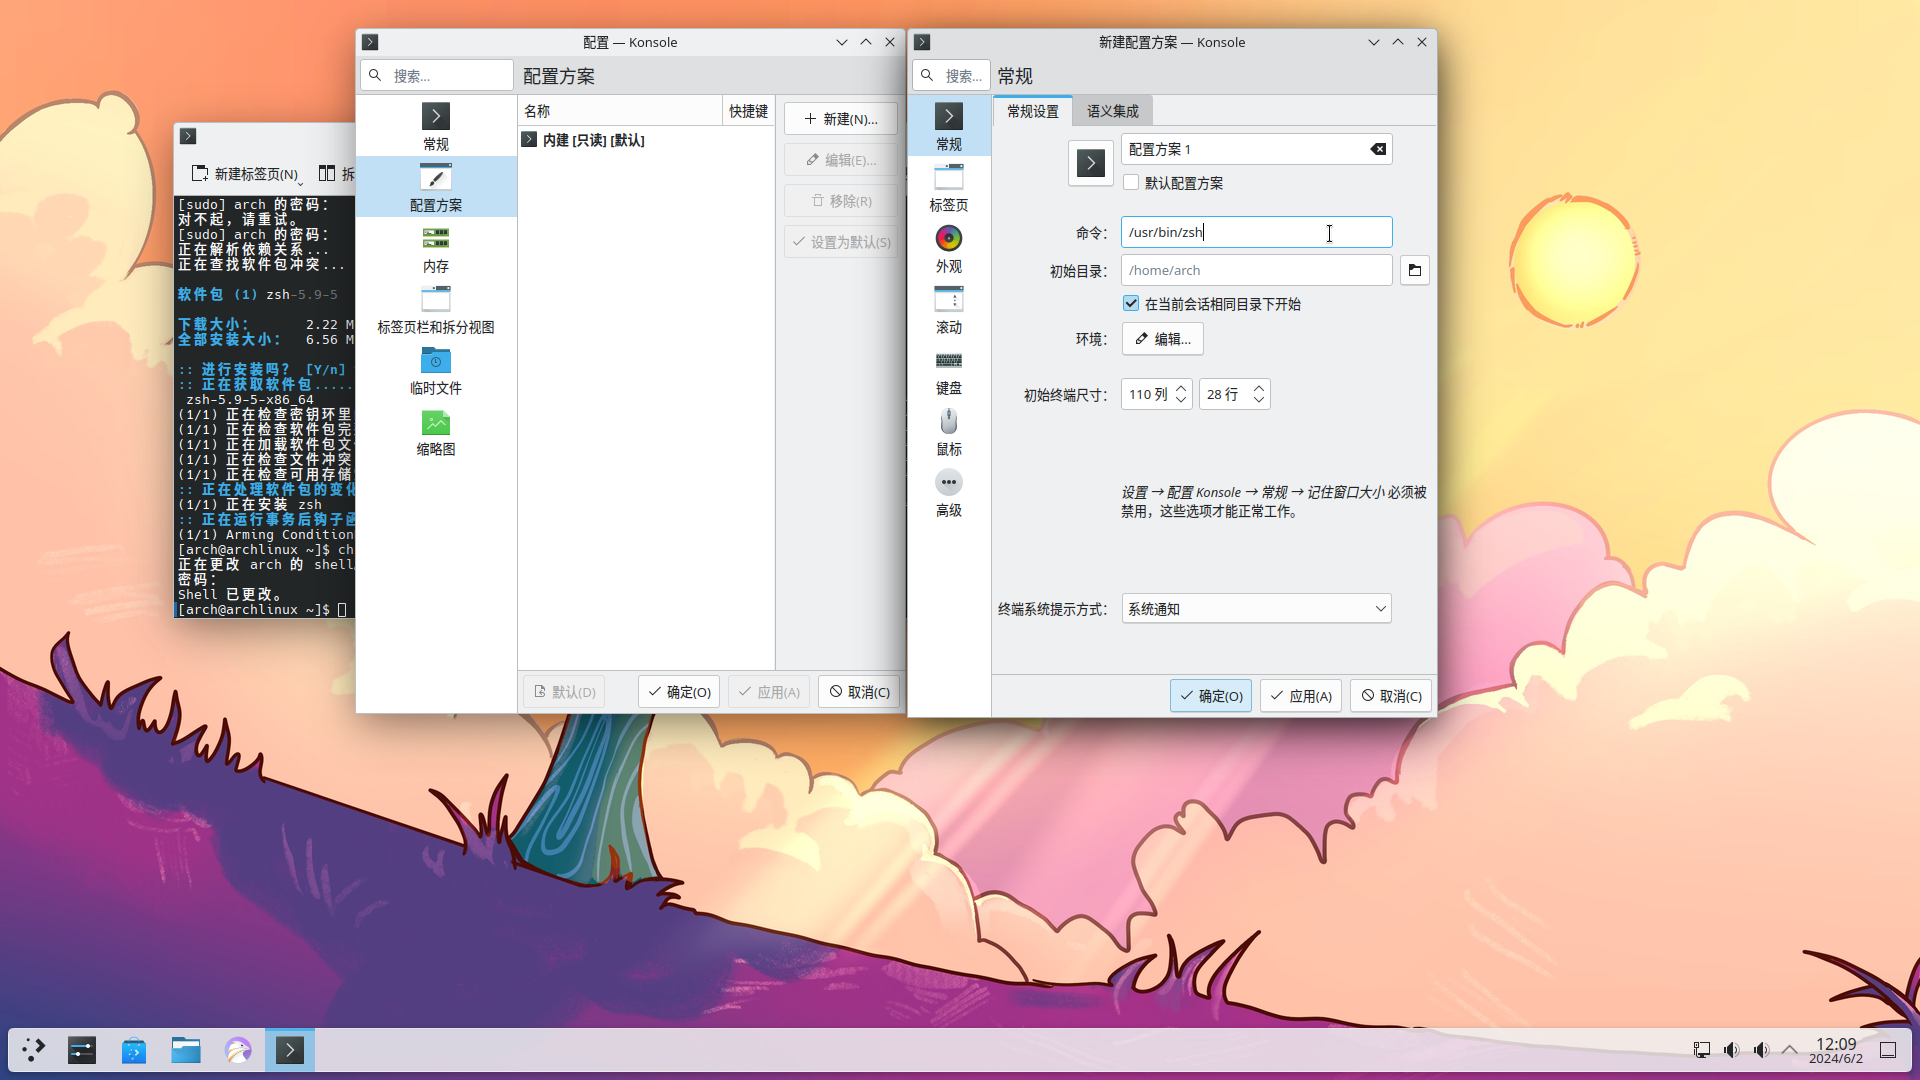 新建标签页(N)
拆
[sudo] arch 的密码：
对不起，请重试。
[sudo] arch 的密码：
正在解析依赖关系...
正在查找软件包冲突...
软件包 (1) zsh-5.9-5
下载大小：  2.22 M
全部安装大小：  6.56 M
:: 进行安装吗？ [Y/n]
:: 正在获取软件包......
zsh-5.9-5-x86_64
(1/1) 正在检查密钥环里
(1/1) 正在检查软件包完
(1/1) 正在加载软件包文
(1/1) 正在检查文件冲突
(1/1) 正在检查可用存储
:: 正在处理软件包的变化
(1/1) 正在安装 zsh
:: 正在运行事务后钩子函
(1/1) Arming Condition
[arch@archlinux ~]$ ch
正在更改 arch 的 shell
密码：
Shell 已更改。
[arch@archlinux ~]$
配置 — Konsole
搜索...
配置方案
常规
配置方案
内存
标签页栏和拆分视图
临时文件
缩略图
名称
快捷键
内建 [只读] [默认]
新建(N)...
编辑(E)...
移除(R)
设置为默认(S)
默认(D)
确定(O)
应用(A)
取消(C)
新建配置方案 — Konsole
搜索...
常规
常规
标签页
外观
滚动
键盘
鼠标
高级
常规设置
语义集成
配置方案 1
默认配置方案
命令：
/usr/bin/zsh
初始目录：
/home/arch
在当前会话相同目录下开始
环境：
编辑...
初始终端尺寸：
110 列
28 行
设置 → 配置 Konsole → 常规 → 记住窗口大小 必须被
禁用，这些选项才能正常工作。
终端系统提示方式：
系统通知
确定(O)
应用(A)
取消(C)
12:09
2024/6/2